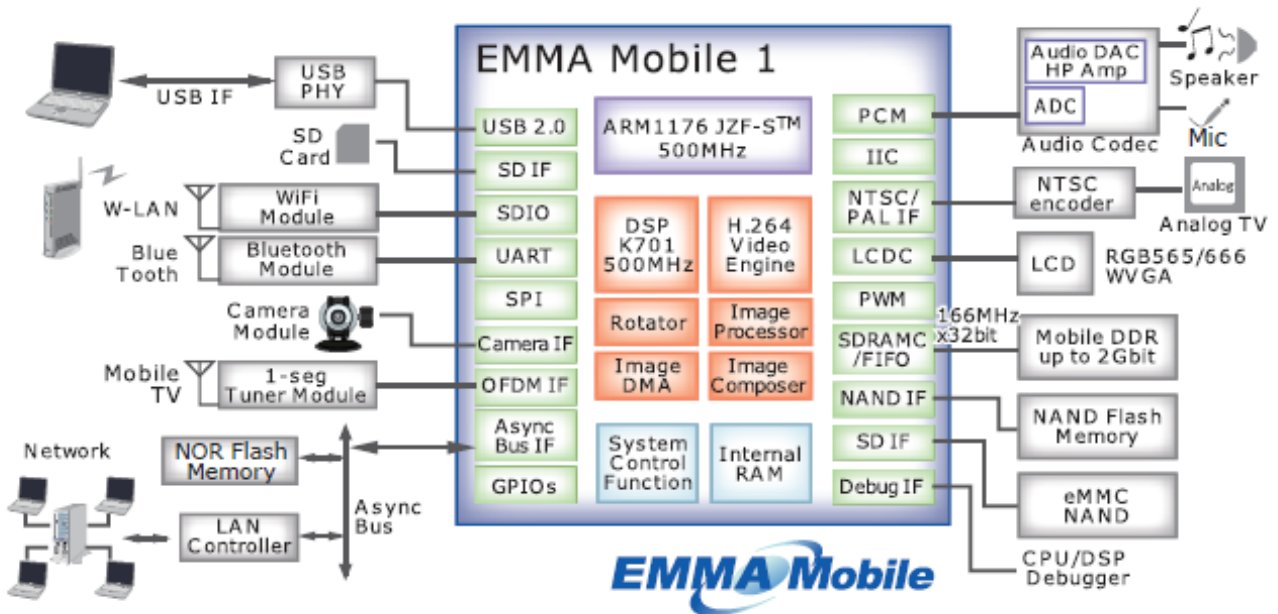 EMMA Mobile 1
USB IF
USB
PHY
SD
Card
W-LAN
WiFi
Module
Blue
Tooth
Bluetooth
Module
Camera
Module
Mobile
TV
1-seg
Tuner Module
Network
NOR Flash
Memory
LAN
Controller
Async
Bus
USB 2.0
SD IF
SDIO
UART
SPI
Camera IF
OFDM IF
Async
Bus IF
GPIOs
ARM1176 JZF-S™
500MHz
DSP
K701
500MHz
H.264
Video
Engine
Rotator
Image
Processor
Image
DMA
Image
Composer
System
Control
Function
Internal
RAM
PCM
IIC
NTSC/
PAL IF
LCDC
PWM
SDRAMC
/FIFO
NAND IF
SD IF
Debug IF
166MHz
x32bit
Audio DAC
HP Amp
ADC
Audio Codec
Speaker
Mic
NTSC
encoder
Analog
Analog TV
LCD
RGB565/666
WVGA
Mobile DDR
up to 2Gbit
NAND Flash
Memory
eMMC
NAND
CPU/DSP
Debugger
EMMA Mobile